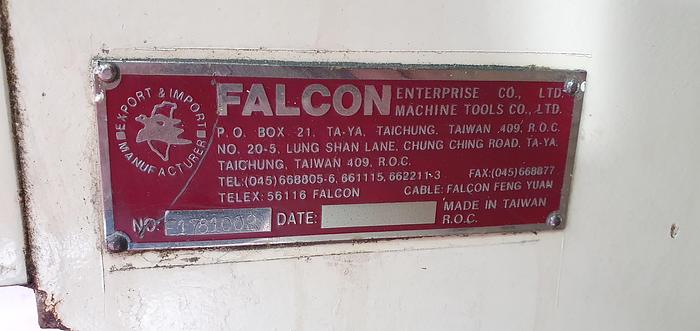 EXPORT & IMPORT
MANUFACTURER
FALCON ENTERPRISE CO., LTD.
MACHINE TOOLS CO., LTD.
P.O. BOX 21, TA-YA, TAICHUNG, TAIWAN 409, R.O.C.
NO. 20-5, LUNG SHAN LANE, CHUNG CHING ROAD, TA-YA,
TAICHUNG, TAIWAN 409, R.O.C.
TEL:(045)668805-6, 661115, 662211-3 FAX:(045)668877
TELEX: 56116 FALCON CABLE: FALCON FENG YUAN
NO: DATE: MADE IN TAIWAN
R.O.C.